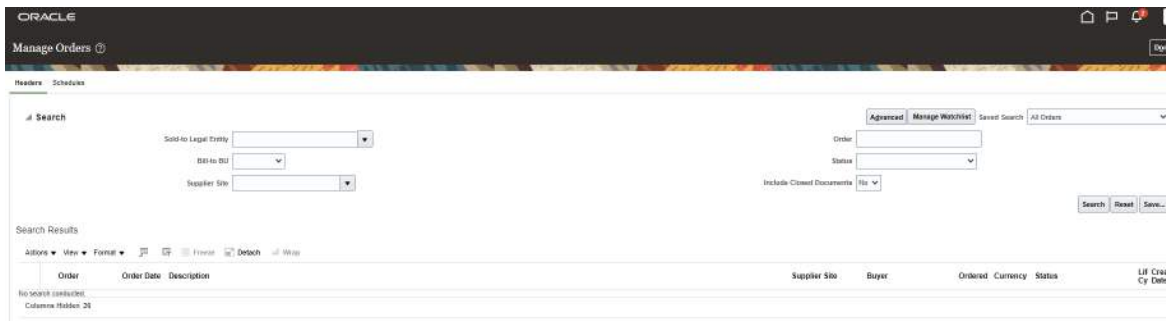 ORACLE
2
Manage Orders
Headers Schedules
Search
Advanced Manage Watchlist Saved Search All Orders
Sold-to Legal Entity Order
Bill-to BU Status
Supplier Site Include Closed Documents No
Search Reset Save...
Search Results
Actions View Format Freeze Detach Wrap
Order Order Date Description Supplier Site Buyer Ordered Currency Status
No search conducted.
Columns Hidden 26